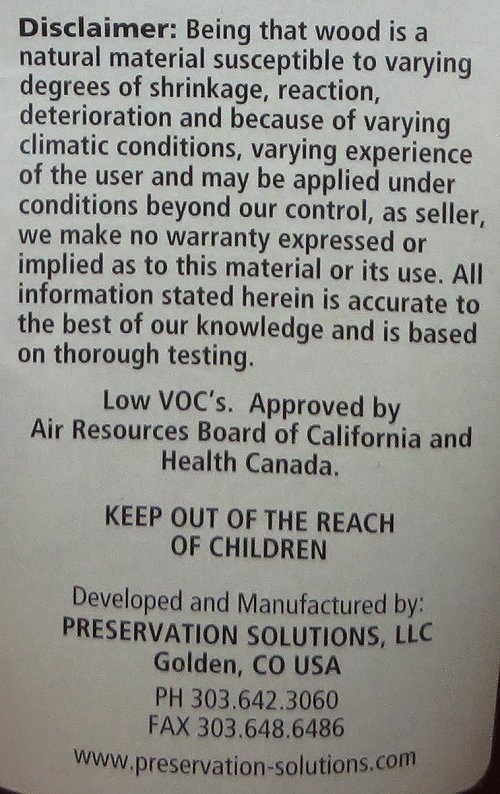 Disclaimer: Being that wood is a
natural material susceptible to varying
degrees of shrinkage, reaction,
deterioration and because of varying
climatic conditions, varying experience
of the user and may be applied under
conditions beyond our control, as seller,
we make no warranty expressed or
implied as to this material or its use. All
information stated herein is accurate to
the best of our knowledge and is based
on thorough testing.
Low VOC's. Approved by
Air Resources Board of California and
Health Canada.
KEEP OUT OF THE REACH
OF CHILDREN
Developed and Manufactured by:
PRESERVATION SOLUTIONS, LLC
Golden, CO USA
PH 303.642.3060
FAX 303.648.6486
www.preservation-solutions.com